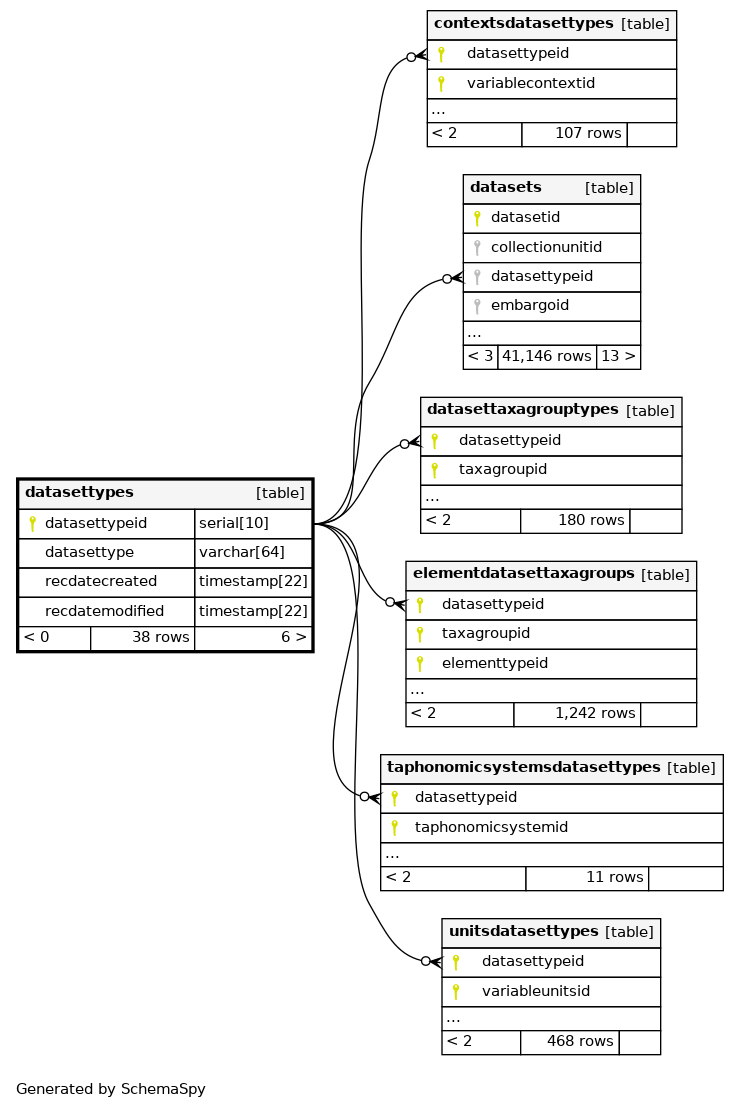 contextsdatasettypes [table]
datasettypeid
variablecontextid
...
< 2 107 rows
datasets [table]
datasetid
collectionunitid
datasettypeid
embargoid
...
< 3 41,146 rows 13 >
datasettaxagrouptypes [table]
datasettypeid
taxagroupid
...
< 2 180 rows
datasettypes [table]
datasettypeid serial[10]
datasettype varchar[64]
recdatecreated timestamp[22]
recdatemodified timestamp[22]
< 0 38 rows 6 >
elementdatasettaxagroups [table]
datasettypeid
taxagroupid
elementtypeid
...
< 2 1,242 rows
taphonomicsystemsdatasettypes [table]
datasettypeid
taphonomicsystemid
...
< 2 11 rows
unitsdatasettypes [table]
datasettypeid
variableunitsid
...
< 2 468 rows
Generated by SchemaSpy